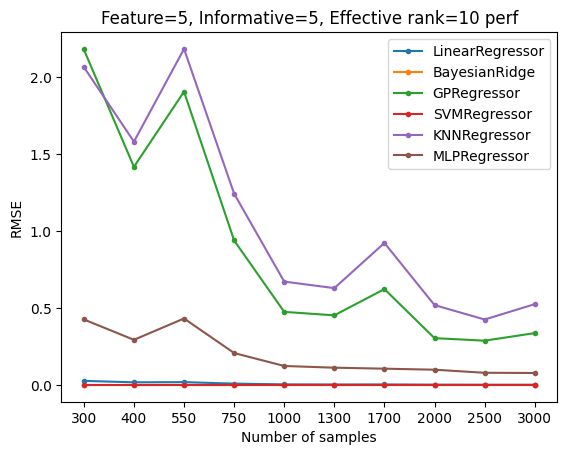 Feature=5, Informative=5, Effective rank=10 perf
LinearRegressor
BayesianRidge
GPRegressor
SVMRegressor
KNNRegressor
MLPRegressor
RMSE
2.0
1.5
1.0
0.5
0.0
300 400 550 750 1000 1300 1700 2000 2500 3000
Number of samples